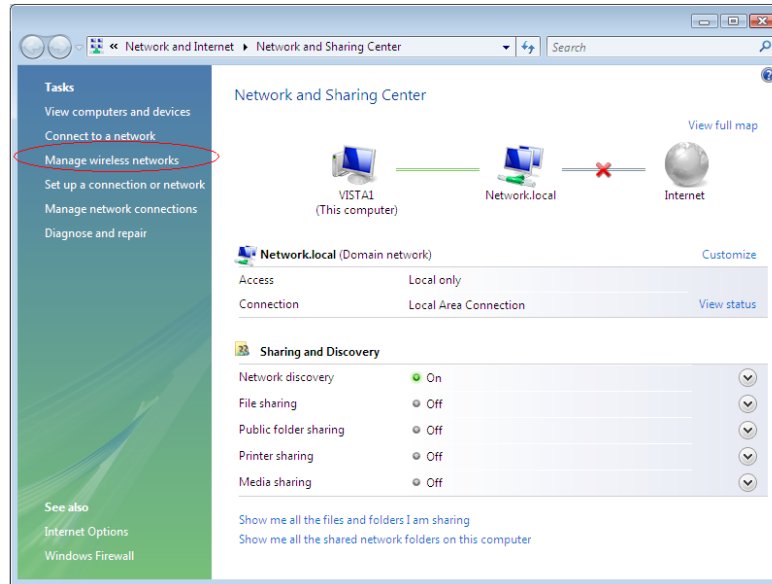 « Network and Internet ▸ Network and Sharing Center
Search
Tasks
View computers and devices
Connect to a network
Manage wireless networks
Set up a connection or network
Manage network connections
Diagnose and repair
See also
Internet Options
Windows Firewall
Network and Sharing Center
View full map
VISTA1
(This computer)
Network.local
Internet
Network.local (Domain network) Customize
Access Local only
Connection Local Area Connection View status
Sharing and Discovery
Network discovery On
File sharing Off
Public folder sharing Off
Printer sharing Off
Media sharing Off
Show me all the files and folders I am sharing
Show me all the shared network folders on this computer